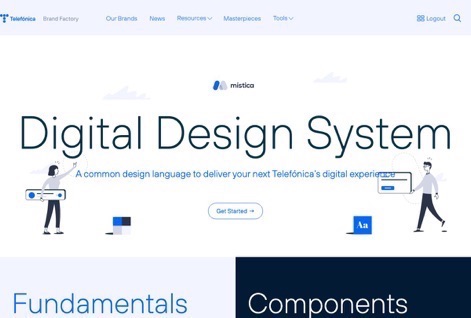 Telefónica Brand Factory Our Brands News Resources Masterpieces Tools Logout
mistica
Digital Design System
A common design language to deliver your next Telefónica's digital experience
Get Started →
Aa
Fundamentals Components